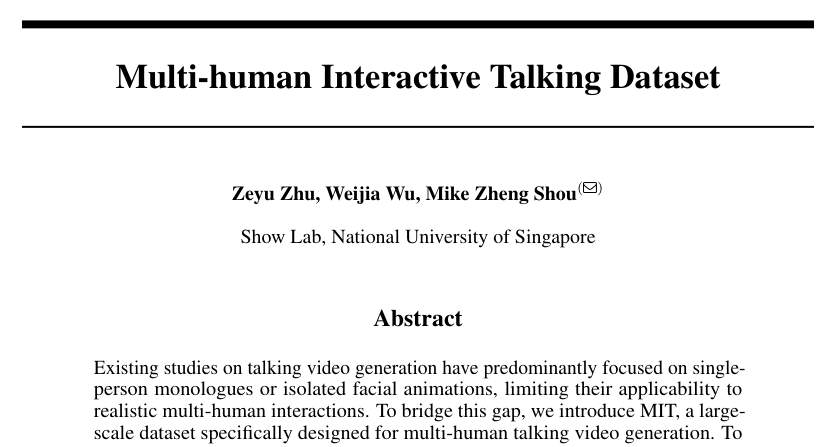 Multi-human Interactive Talking Dataset
Zeyu Zhu, Weijia Wu, Mike Zheng Shou(✉)
Show Lab, National University of Singapore
Abstract
Existing studies on talking video generation have predominantly focused on single-
person monologues or isolated facial animations, limiting their applicability to
realistic multi-human interactions. To bridge this gap, we introduce MIT, a large-
scale dataset specifically designed for multi-human talking video generation. To